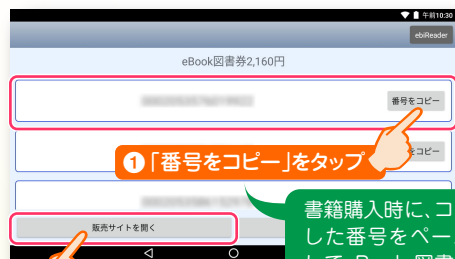 午前10:30
ebiReader
eBook図書券2,160円
番号をコピー
をコピー
❶「番号をコピー」をタップ
書籍購入時に、コ
した番号をペー
販売サイトを開く